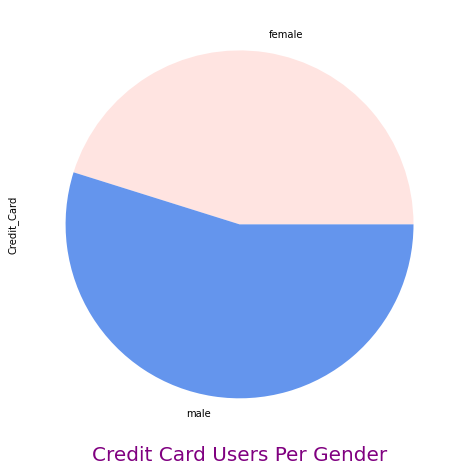 female
Credit_Card
male
Credit Card Users Per Gender